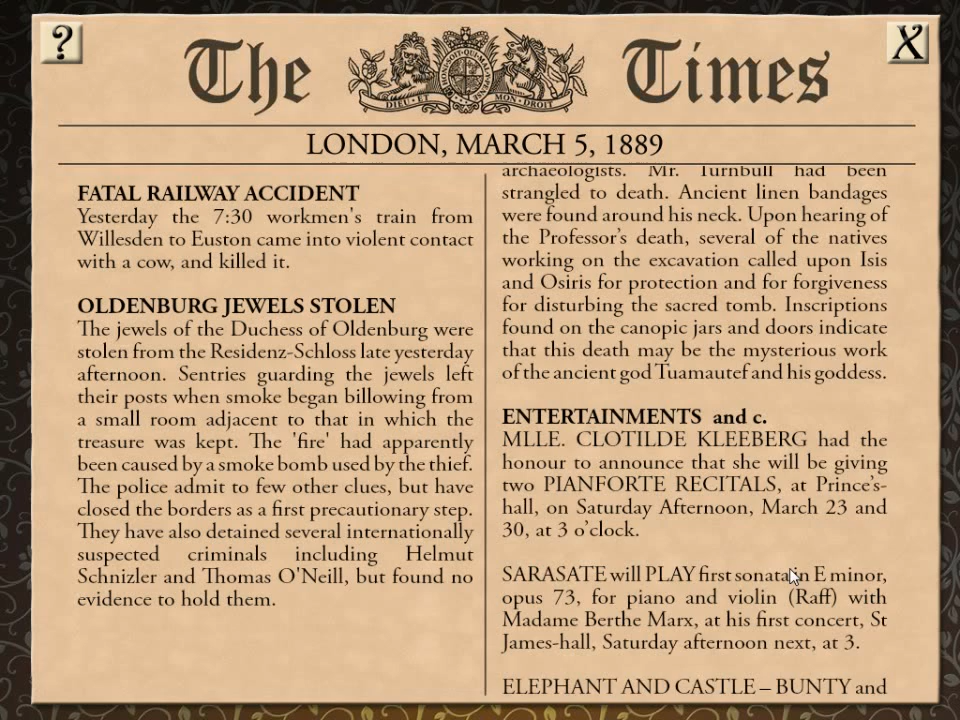 ?
The Times
X
DIEU · ET MON · DROIT
LONDON, MARCH 5, 1889
FATAL RAILWAY ACCIDENT
Yesterday the 7:30 workmen's train from
Willesden to Euston came into violent contact
with a cow, and killed it.
OLDENBURG JEWELS STOLEN
The jewels of the Duchess of Oldenburg were
stolen from the Residenz-Schloss late yesterday
afternoon. Sentries guarding the jewels left
their posts when smoke began billowing from
a small room adjacent to that in which the
treasure was kept. The 'fire' had apparently
been caused by a smoke bomb used by the thief.
The police admit to few other clues, but have
closed the borders as a first precautionary step.
They have also detained several internationally
suspected criminals including Helmut
Schnizler and Thomas O'Neill, but found no
evidence to hold them.
archaeologists. Mr. Turnbull had been
strangled to death. Ancient linen bandages
were found around his neck. Upon hearing of
the Professor's death, several of the natives
working on the excavation called upon Isis
and Osiris for protection and for forgiveness
for disturbing the sacred tomb. Inscriptions
found on the canopic jars and doors indicate
that this death may be the mysterious work
of the ancient god Tuamautef and his goddess.
ENTERTAINMENTS and c.
MLLE. CLOTILDE KLEEBERG had the
honour to announce that she will be giving
two PIANFORTE RECITALS, at Prince's-
hall, on Saturday Afternoon, March 23 and
30, at 3 o'clock.
SARASATE will PLAY first sonata in E minor,
opus 73, for piano and violin (Raff) with
Madame Berthe Marx, at his first concert, St
James-hall, Saturday afternoon next, at 3.
ELEPHANT AND CASTLE – BUNTY and